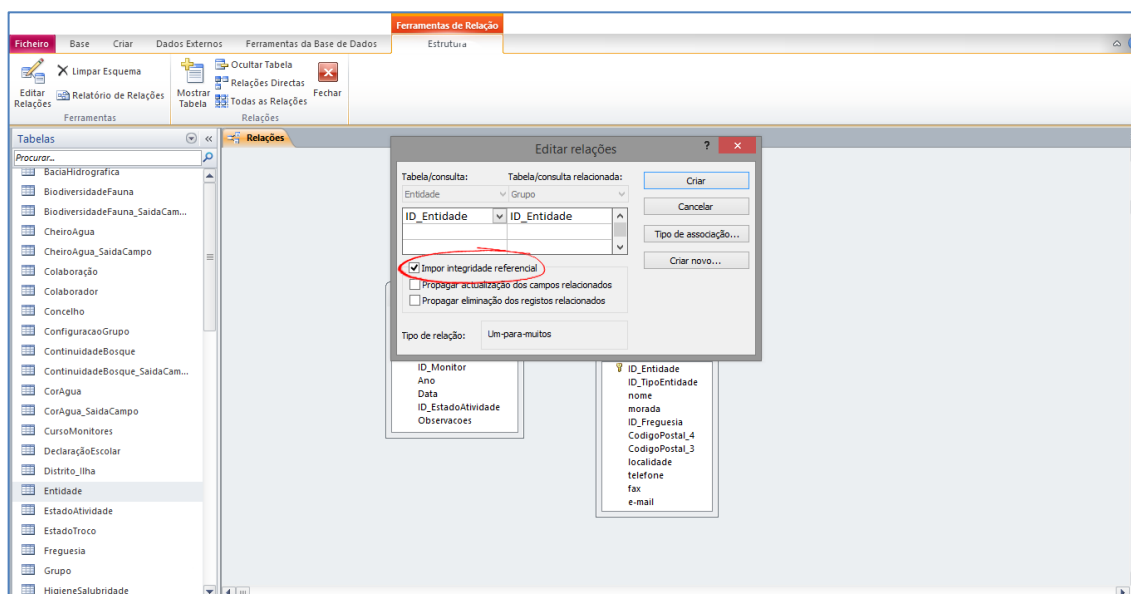 Ferramentas de Relação
Ficheiro Base Criar Dados Externos Ferramentas da Base de Dados Estrutura
Limpar Esquema
Relatório de Relações
Editar Relações
Mostrar Tabela
Ocultar Tabela
Relações Directas
Todas as Relações
Fechar
Ferramentas Relações
Tabelas
Procurar...
BaciaHidrografica
BiodiversidadeFauna
BiodiversidadeFauna_SaidaCam...
CheiroAgua
CheiroAgua_SaidaCampo
Colaboração
Colaborador
Concelho
ConfiguracaoGrupo
ContinuidadeBosque
ContinuidadeBosque_SaidaCam...
CorAgua
CorAgua_SaidaCampo
CursoMonitores
DeclaraçãoEscolar
Distrito_Ilha
Entidade
EstadoAtividade
EstadoTroco
Freguesia
Grupo
HigieneSalubridade
Relações
Editar relações
Tabela/consulta: Tabela/consulta relacionada:
Entidade Grupo
ID_Entidade ID_Entidade
Impor integridade referencial
Propagar actualização dos campos relacionados
Propagar eliminação dos registos relacionados
Tipo de relação: Um-para-muitos
Criar
Cancelar
Tipo de associação...
Criar novo...
ID_Monitor
Ano
Data
ID_EstadoAtividade
Observacoes
ID_Entidade
ID_TipoEntidade
nome
morada
ID_Freguesia
CodigoPostal_4
CodigoPostal_3
localidade
telefone
fax
e-mail